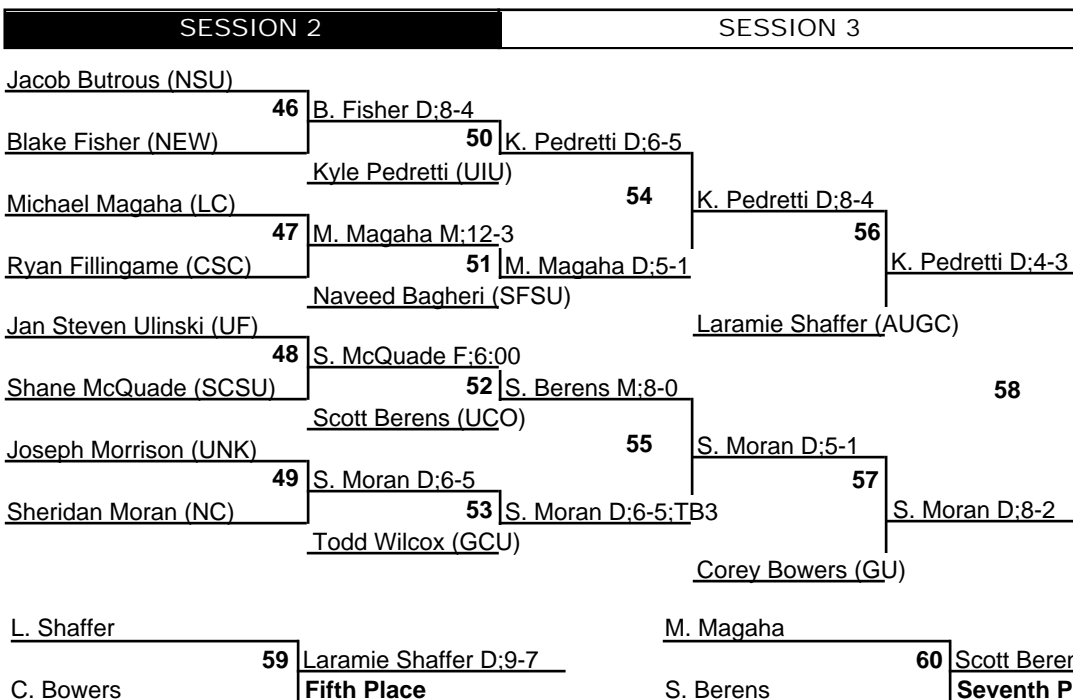 SESSION 2 SESSION 3
Jacob Butrous (NSU)
46 B. Fisher D;8-4
Blake Fisher (NEW) 50 K. Pedretti D;6-5
Kyle Pedretti (UIU)
54 K. Pedretti D;8-4
Michael Magaha (LC)
47 M. Magaha M;12-3 56
Ryan Fillingame (CSC) 51 M. Magaha D;5-1 K. Pedretti D;4-3
Naveed Bagheri (SFSU)
Jan Steven Ulinski (UF) Laramie Shaffer (AUGC)
48 S. McQuade F;6:00
Shane McQuade (SCSU) 52 S. Berens M;8-0 58
Scott Berens (UCO)
Joseph Morrison (UNK) 55 S. Moran D;5-1
49 S. Moran D;6-5 57
Sheridan Moran (NC) 53 S. Moran D;6-5;TB3 S. Moran D;8-2
Todd Wilcox (GCU)
Corey Bowers (GU)
L. Shaffer M. Magaha
59 Laramie Shaffer D;9-7 60 Scott Beren
C. Bowers Fifth Place S. Berens Seventh P